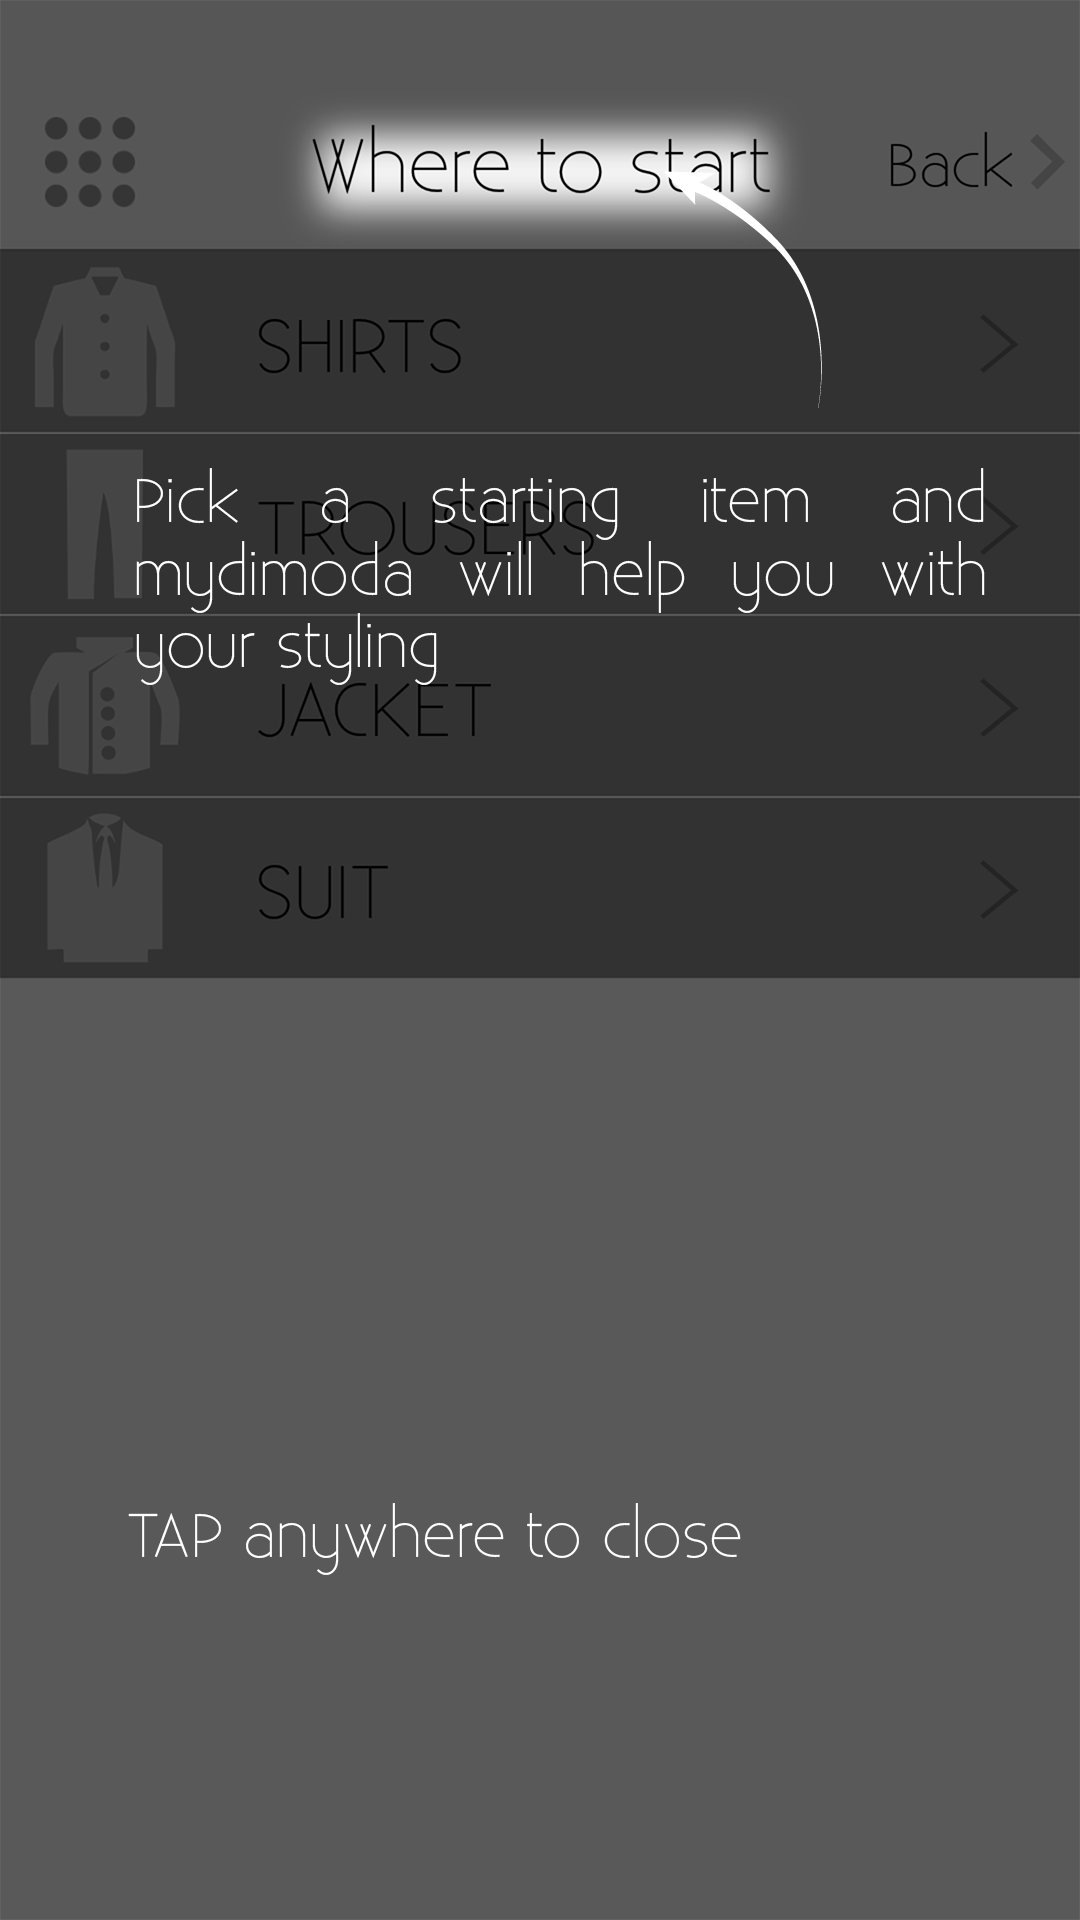 Where to start
Back
SHIRTS
Pick a starting item and
TROUSERS
mydimoda will help you with
your styling
JACKET
SUIT
TAP anywhere to close